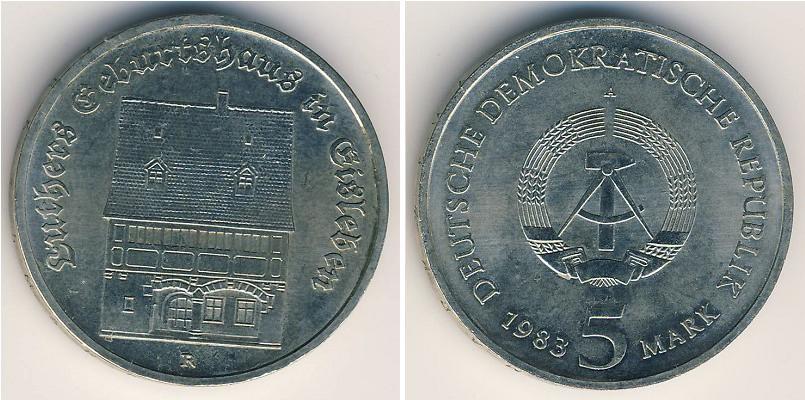 Luthers Geburtshaus in Eisleben
R
DEUTSCHE DEMOKRATISCHE REPUBLIK
A
1983 5 MARK